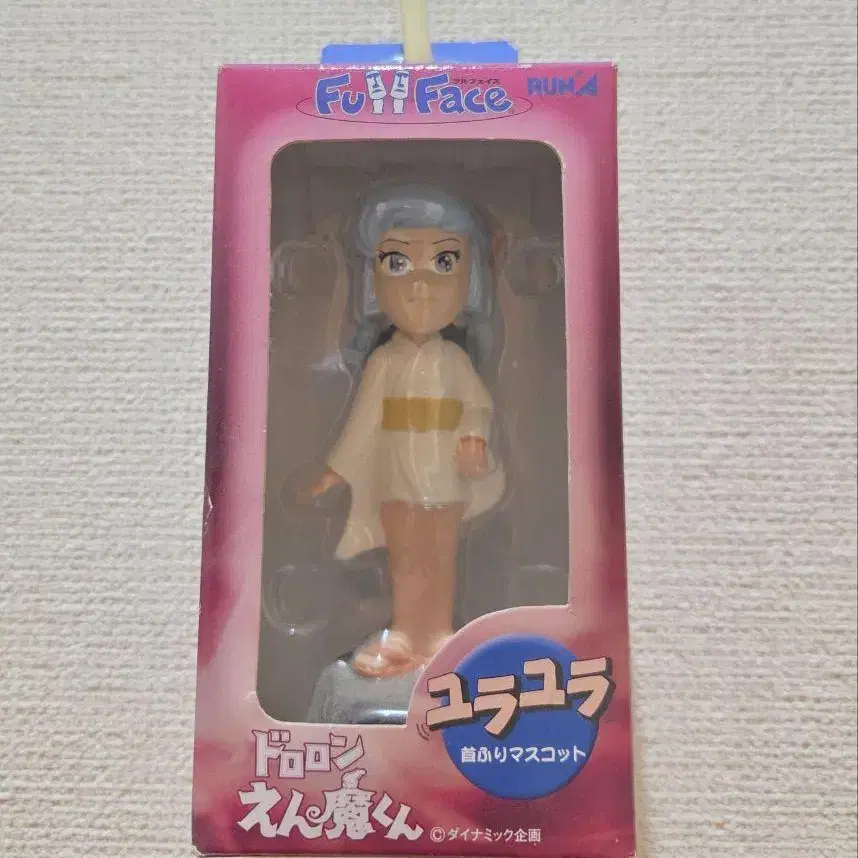 フルフェイス
Full Face
RUN'A
ユラユラ
首ふりマスコット
ドロロン
えん魔くん
©ダイナミック企画